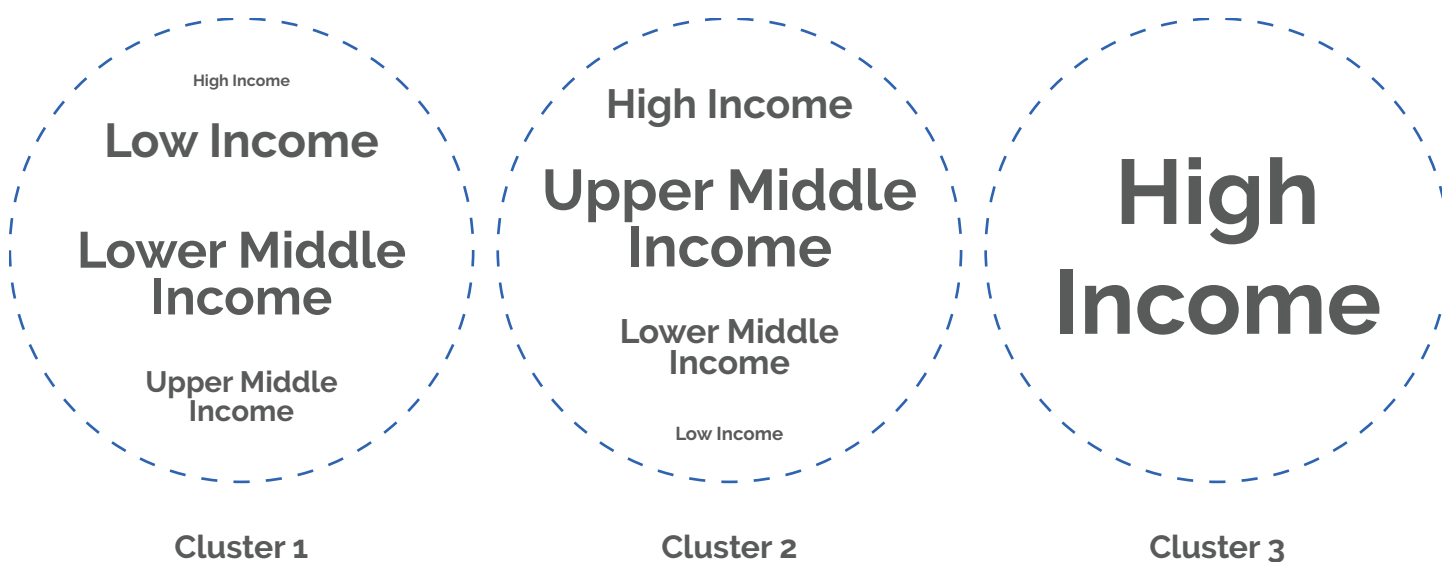 High Income
Low Income
Lower Middle
Income
Upper Middle
Income
Cluster 1
High Income
Upper Middle
Income
Lower Middle
Income
Low Income
Cluster 2
High
Income
Cluster 3